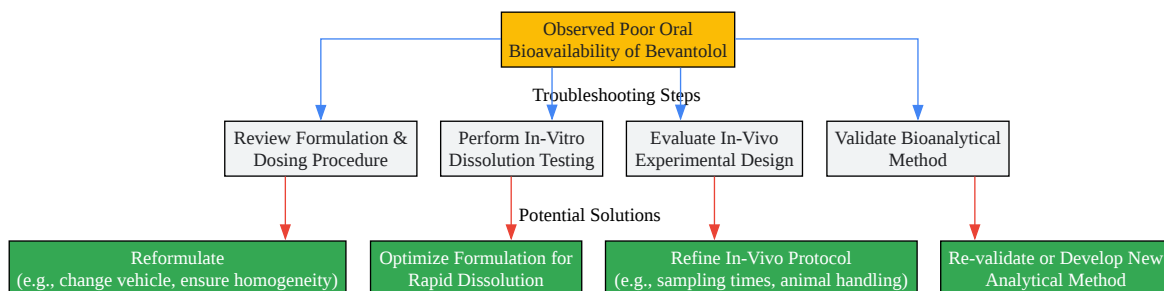 Observed Poor Oral
Bioavailability of Bevantolol
Troubleshooting Steps
Review Formulation &
Dosing Procedure
Perform In-Vitro
Dissolution Testing
Evaluate In-Vivo
Experimental Design
Validate Bioanalytical
Method
Potential Solutions
Reformulate
(e.g., change vehicle, ensure homogeneity)
Optimize Formulation for
Rapid Dissolution
Refine In-Vivo Protocol
(e.g., sampling times, animal handling)
Re-validate or Develop New
Analytical Method